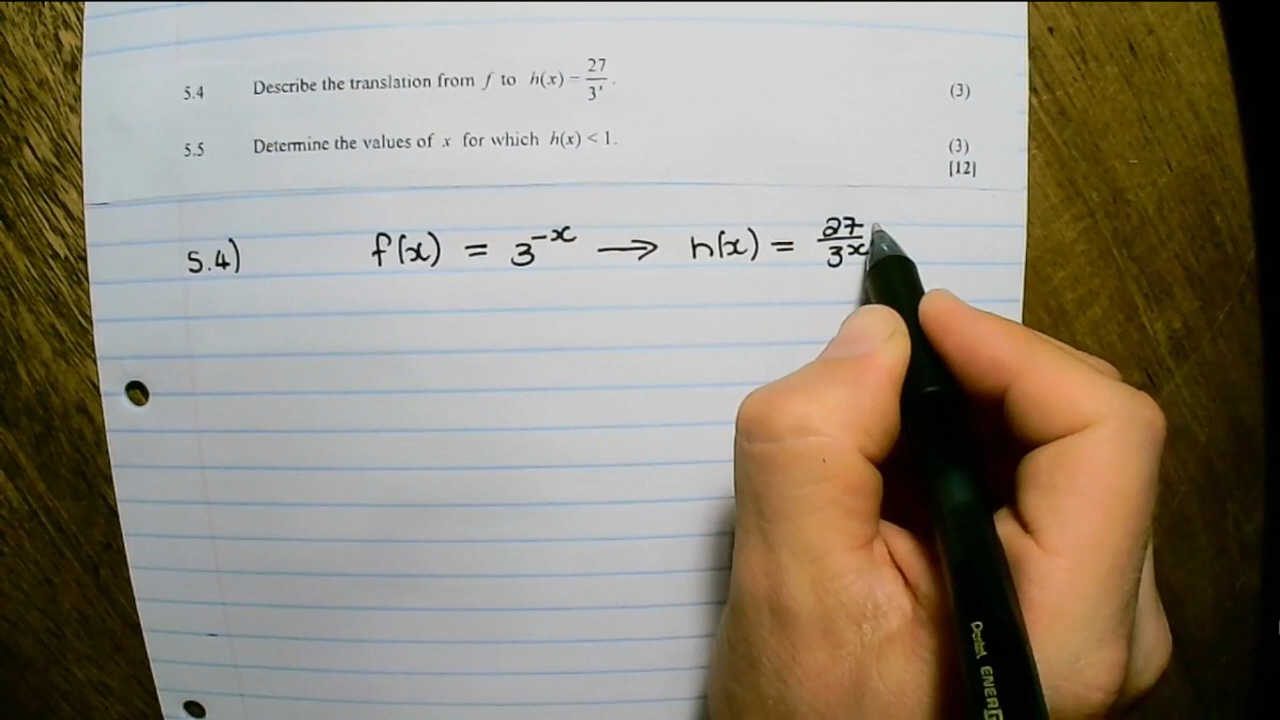 5.4 Describe the translation from f to h(x) = 27/3ˣ. (3)
5.5 Determine the values of x for which h(x) < 1. (3)
[12]
5.4) f(x) = 3⁻ˣ → h(x) = 27/3ˣ
Pentel ENER